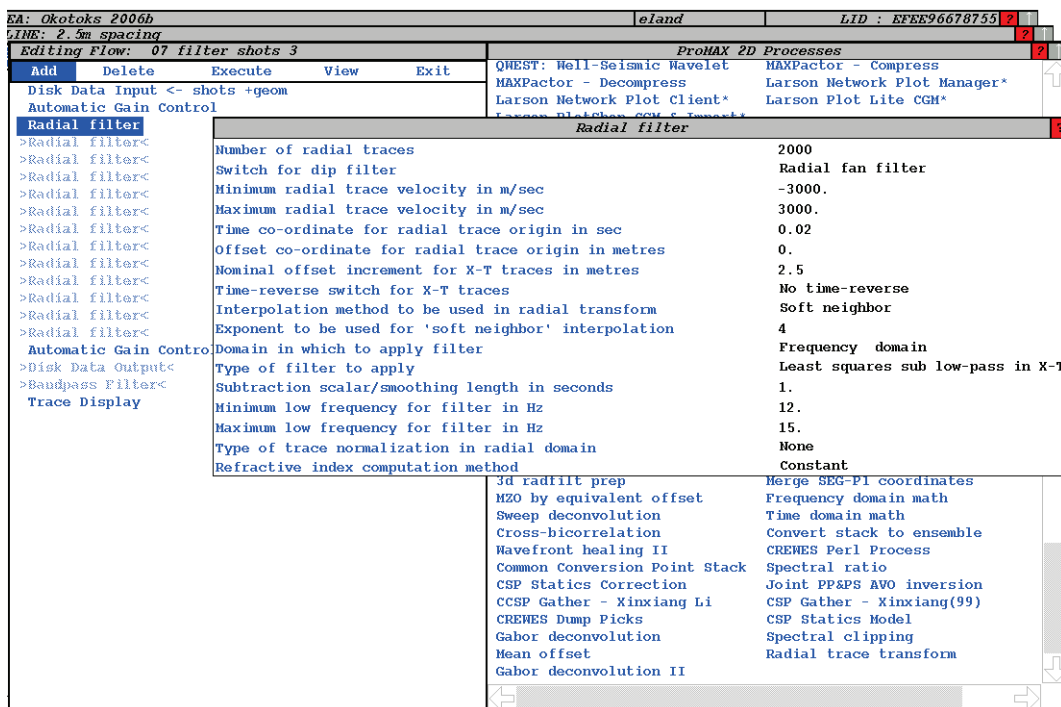 EA: Okotoks 2006b eland LID : EFEE96678755 ?
LINE: 2.5m spacing ?
Editing Flow: 07 filter shots 3
Add Delete Execute View Exit
Disk Data Input <- shots +geom
Automatic Gain Control
Radial filter
>Radial filter<
>Radial filter<
>Radial filter<
>Radial filter<
>Radial filter<
>Radial filter<
>Radial filter<
>Radial filter<
>Radial filter<
>Radial filter<
>Radial filter<
>Radial filter<
Automatic Gain Contro
>Disk Data Output<
>Bandpass Filter<
Trace Display
ProMAX 2D Processes ?
QWEST: Well-Seismic Wavelet MAXPactor - Compress
MAXPactor - Decompress Larson Network Plot Manager*
Larson Network Plot Client* Larson Plot Lite CGM*
Larson PlotShop CGM & Import*
Radial filter ?
Number of radial traces 2000
Switch for dip filter Radial fan filter
Minimum radial trace velocity in m/sec -3000.
Maximum radial trace velocity in m/sec 3000.
Time co-ordinate for radial trace origin in sec 0.02
Offset co-ordinate for radial trace origin in metres 0.
Nominal offset increment for X-T traces in metres 2.5
Time-reverse switch for X-T traces No time-reverse
Interpolation method to be used in radial transform Soft neighbor
Exponent to be used for 'soft neighbor' interpolation 4
Domain in which to apply filter Frequency domain
Type of filter to apply Least squares sub low-pass in X-T
Subtraction scalar/smoothing length in seconds 1.
Minimum low frequency for filter in Hz 12.
Maximum low frequency for filter in Hz 15.
Type of trace normalization in radial domain None
Refractive index computation method Constant
3d radfilt prep Merge SEG-P1 coordinates
MZO by equivalent offset Frequency domain math
Sweep deconvolution Time domain math
Cross-bicorrelation Convert stack to ensemble
Wavefront healing II CREWES Perl Process
Common Conversion Point Stack Spectral ratio
CSP Statics Correction Joint PP&PS AVO inversion
CCSP Gather - Xinxiang Li CSP Gather - Xinxiang(99)
CREWES Dump Picks CSP Statics Model
Gabor deconvolution Spectral clipping
Mean offset Radial trace transform
Gabor deconvolution II